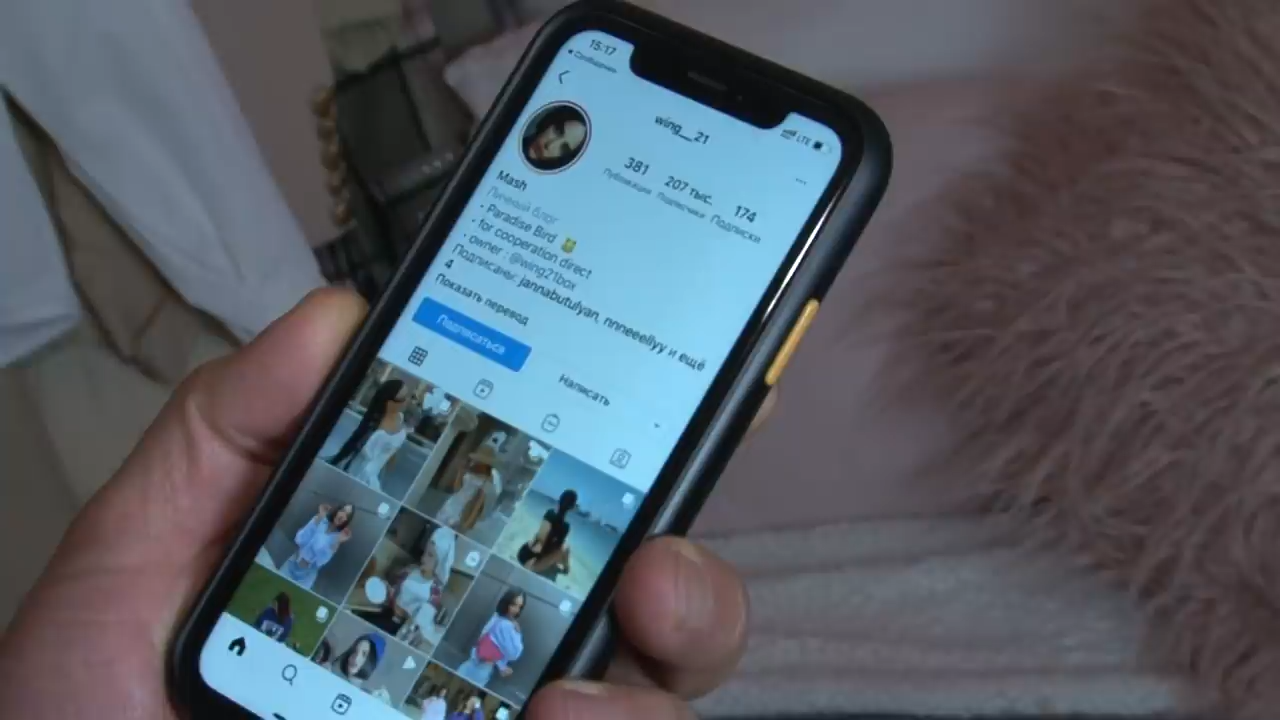 15:17
Сообщения
LTE
wing__21
381 207 тыс. 174
Публикации Подписчики Подписки
Mash
Личный блог
• Paradise Bird
• for cooperation direct
• owner : @wing21box
Подписаны: jannabutulyan, nnneeellyy и ещё
4
Показать перевод
Подписаться
Написать